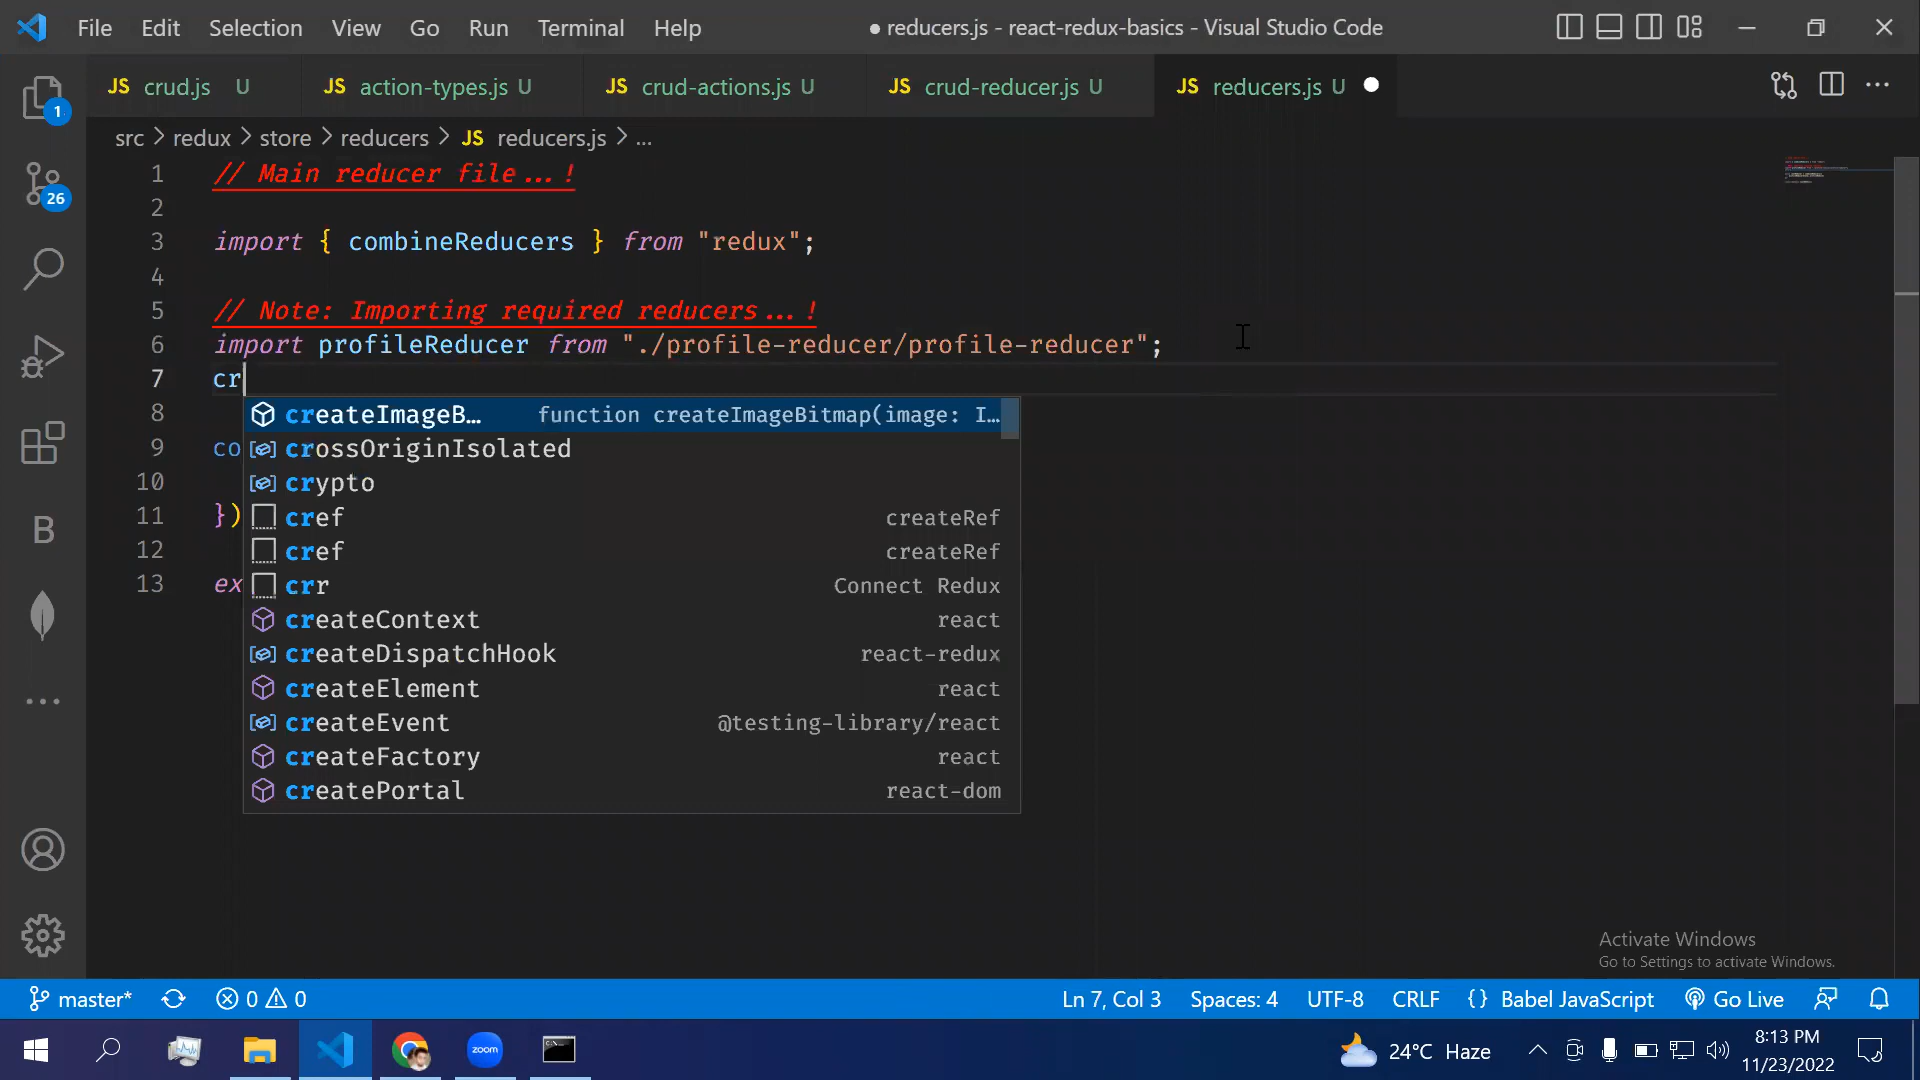 File Edit Selection View Go Run Terminal Help ● reducers.js - react-redux-basics - Visual Studio Code
JS crud.js U JS action-types.js U JS crud-actions.js U JS crud-reducer.js U JS reducers.js U ●
src > redux > store > reducers > JS reducers.js > ...
1 // Main reducer file...!
2
3 import { combineReducers } from "redux";
4
5 // Note: Importing required reducers...!
6 import profileReducer from "./profile-reducer/profile-reducer";
7 cr
8 createImageB… function createImageBitmap(image: I…
9 co crossOriginIsolated
10 crypto
11 }) cref createRef
12 cref createRef
13 ex crr Connect Redux
createContext react
createDispatchHook react-redux
createElement react
createEvent @testing-library/react
createFactory react
createPortal react-dom
1
26
B
Activate Windows
Go to Settings to activate Windows.
master* 0 0 Ln 7, Col 3 Spaces: 4 UTF-8 CRLF {} Babel JavaScript Go Live
zoom 24°C Haze 8:13 PM
11/23/2022